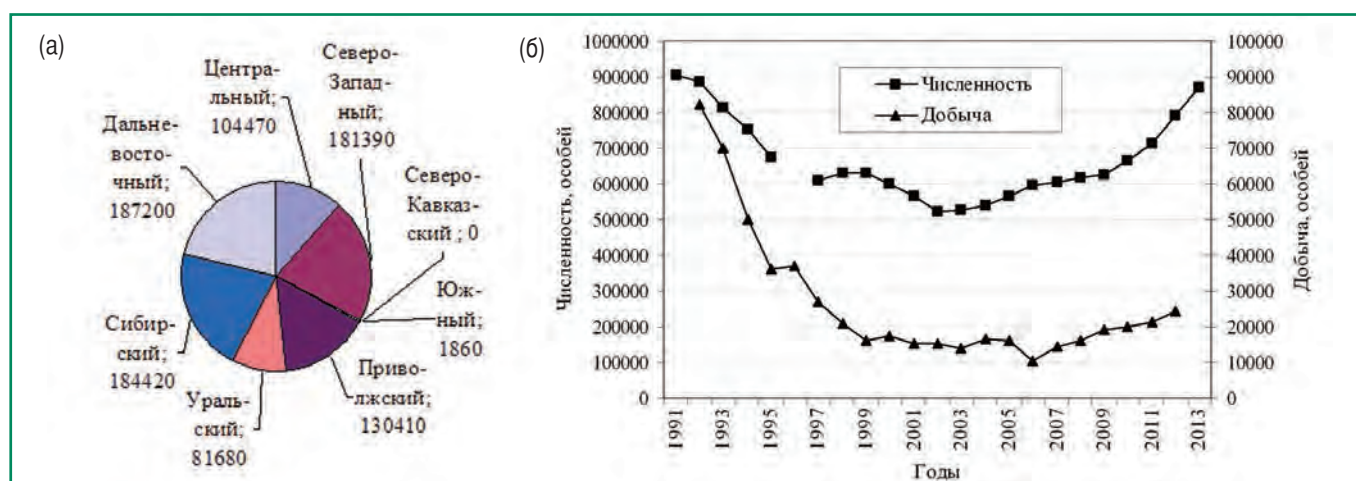 (а)
Центра-
льный;
104470
Северо-
Запад-
ный;
181390
Северо-
Кавказ-
ский ; 0
Юж-
ный;
1860
Приво-
лжский;
130410
Ураль-
ский;
81680
Сибир-
ский;
184420
Дальне-
восто-
чный;
187200
(б)
Численность, особей
1000000
900000
800000
700000
600000
500000
400000
300000
200000
100000
0
Численность
Добыча
100000
90000
80000
70000
60000
50000
40000
30000
20000
10000
0
Добыча, особей
1991
1993
1995
1997
1999
2001
2003
2005
2007
2009
2011
2013
Годы